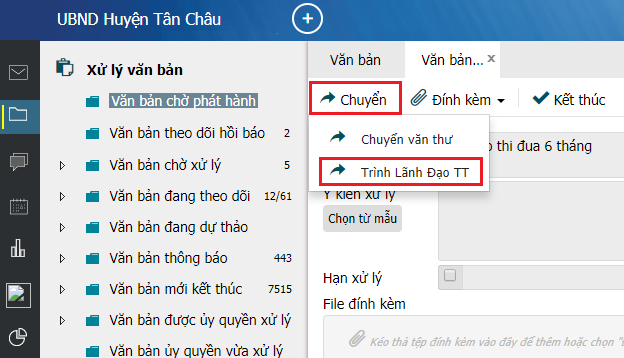 UBND Huyện Tân Châu
Xử lý văn bản
Văn bản chờ phát hành
Văn bản theo dõi hồi báo 2
Văn bản chờ xử lý 5
Văn bản đang theo dõi 12/61
Văn bản đang dự thảo
Văn bản thông báo 443
Văn bản mới kết thúc 7515
Văn bản được ủy quyền xử lý
Văn bản ủy quyền vừa xử lý
Văn bản Văn bản... x
Chuyển Đính kèm Kết thúc
Chuyển văn thư
Trình Lãnh Đạo TT
thi đua 6 tháng
Ý kiến xử lý
Chọn từ mẫu
Hạn xử lý
File đính kèm
Kéo thả tệp đính kèm vào đây để thêm hoặc chọn